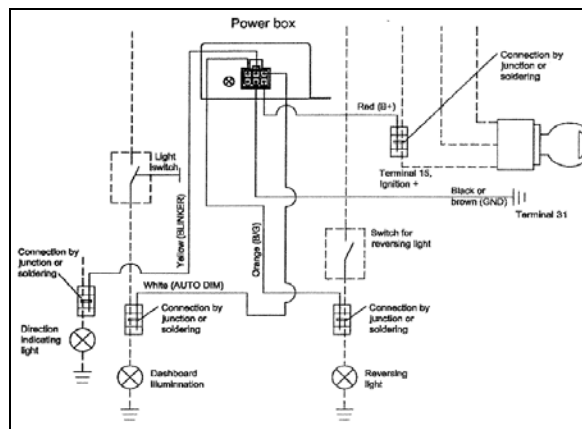 Power box
Connection by
junction or
soldering
Red (B+)
Light
switch
Terminal 15,
Ignition +
Black or
brown (GND)
Terminal 31
Yellow (BLINKER)
Orange (B/G)
Switch for
reversing light
Connection by
junction or
soldering
White (AUTO DIM)
Connection by
junction or
soldering
Connection by
junction or
soldering
Direction
indicating
light
Dashboard
illuminnation
Reversing
light